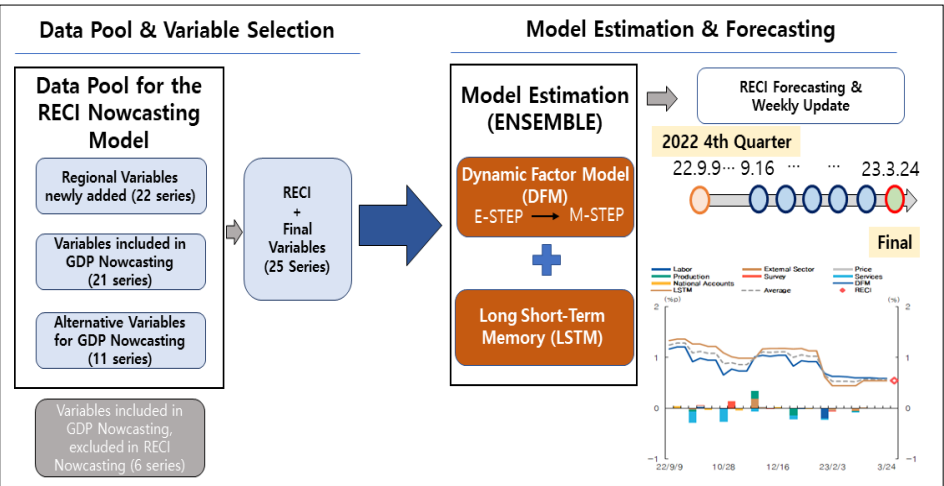 Data Pool & Variable Selection
Data Pool for the
RECI Nowcasting
Model
Regional Variables
newly added (22 series)
Variables included in
GDP Nowcasting
(21 series)
Alternative Variables
for GDP Nowcasting
(11 series)
Variables included in
GDP Nowcasting,
excluded in RECI
Nowcasting (6 series)
RECI
+
Final
Variables
(25 Series)
Model Estimation & Forecasting
Model Estimation
(ENSEMBLE)
Dynamic Factor Model
(DFM)
E-STEP M-STEP
Long Short-Term
Memory (LSTM)
RECI Forecasting &
Weekly Update
2022 4th Quarter
22.9.9… 9.16 … … 23.3.24
Final
Labor External Sector Price
Production Survey Services
National Accounts DFM
LSTM Average RECI
(%p) (%)
2 2
1 1
0 0
-1 -1
22/9/9 10/28 12/16 23/2/3 3/24